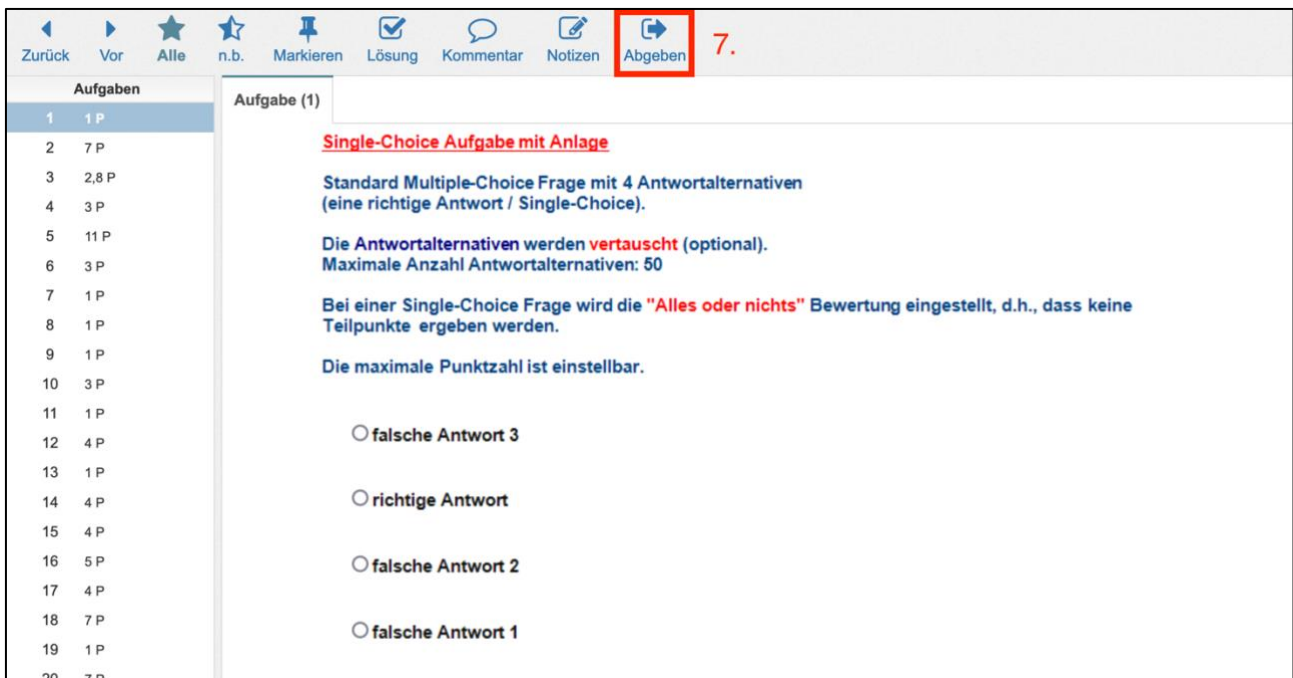 Zurück Vor Alle n.b. Markieren Lösung Kommentar Notizen Abgeben 7.
Aufgaben
1 1 P
2 7 P
3 2,8 P
4 3 P
5 11 P
6 3 P
7 1 P
8 1 P
9 1 P
10 3 P
11 1 P
12 4 P
13 1 P
14 4 P
15 4 P
16 5 P
17 4 P
18 7 P
19 1 P
Aufgabe (1)
Single-Choice Aufgabe mit Anlage
Standard Multiple-Choice Frage mit 4 Antwortalternativen
(eine richtige Antwort / Single-Choice).
Die Antwortalternativen werden vertauscht (optional).
Maximale Anzahl Antwortalternativen: 50
Bei einer Single-Choice Frage wird die "Alles oder nichts" Bewertung eingestellt, d.h., dass keine
Teilpunkte ergeben werden.
Die maximale Punktzahl ist einstellbar.
falsche Antwort 3
richtige Antwort
falsche Antwort 2
falsche Antwort 1